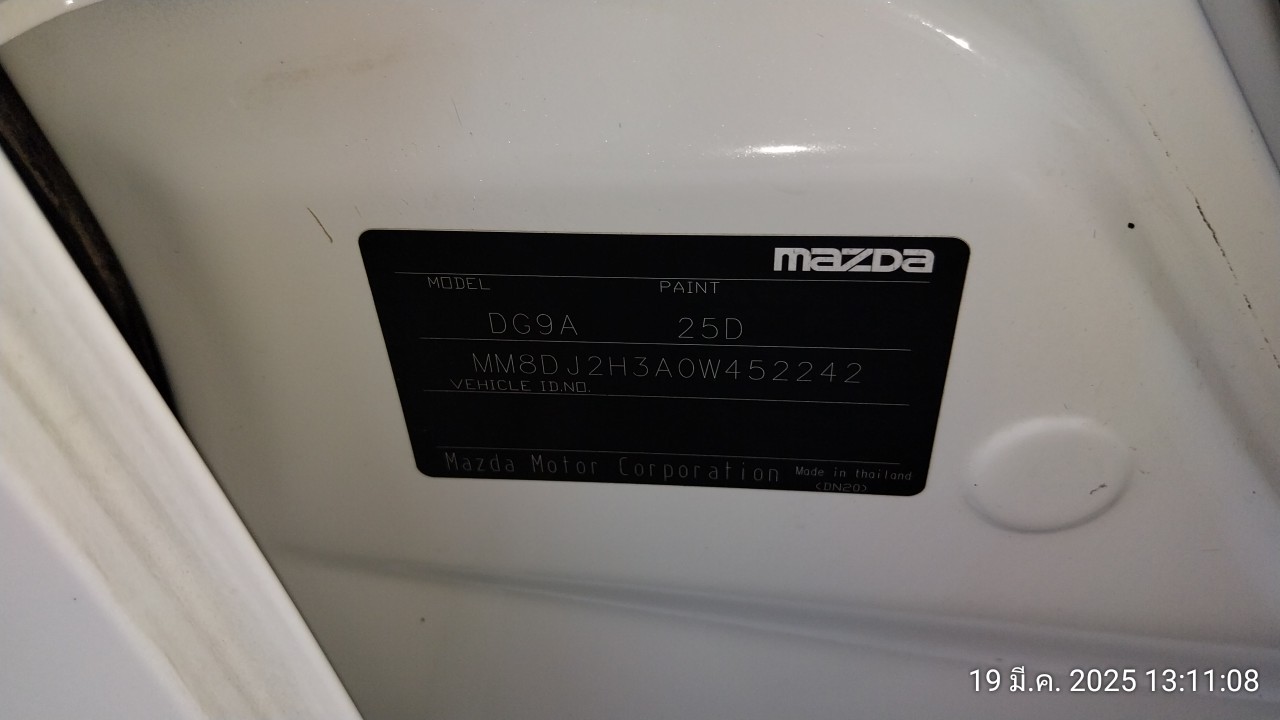 mazda
MODEL PAINT
DG9A 25D
MM8DJ2H3A0W452242
VEHICLE ID.NO.
Mazda Motor Corporation Made in thailand
<DN20>
19 มี.ค. 2025 13:11:08